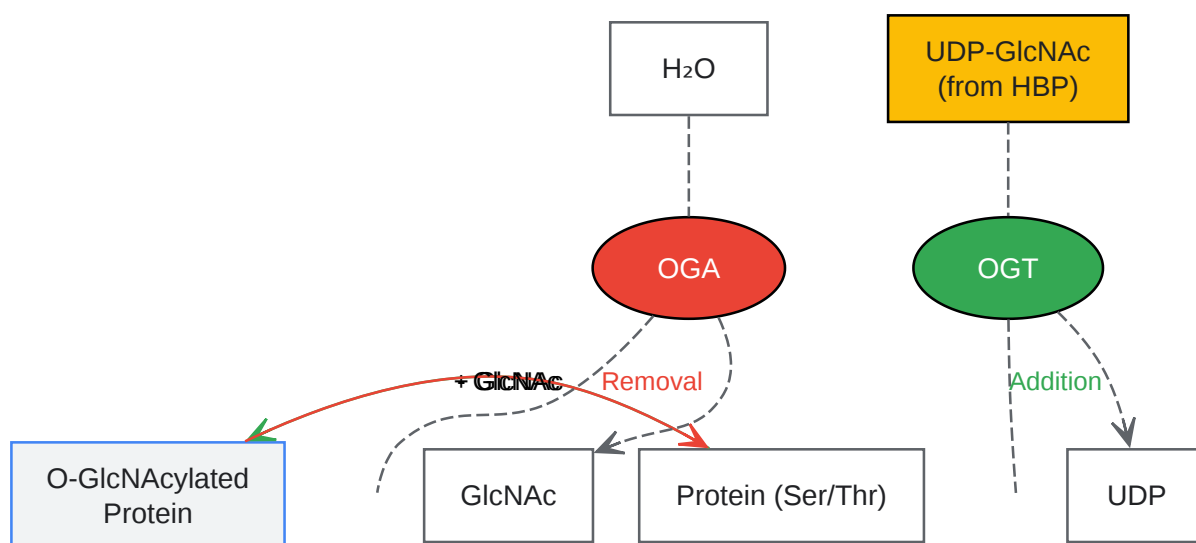 H₂O
UDP-GlcNAc
(from HBP)
OGA
OGT
GlcNAc
Removal
Addition
O-GlcNAcylated
Protein
GlcNAc
Protein (Ser/Thr)
UDP